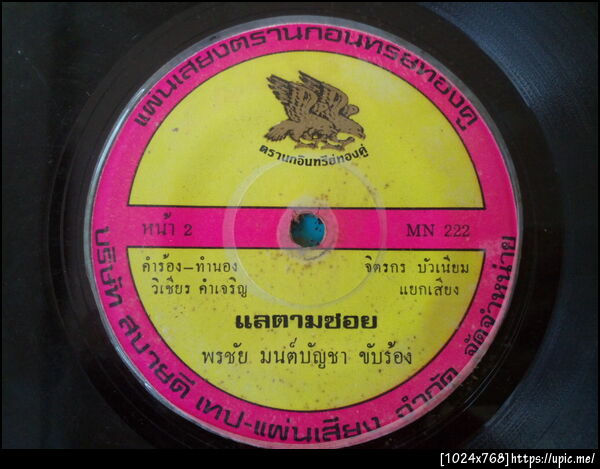 แผ่นเสียงตรานกอินทรีย์ทองคู่
ตรานกอินทรีย์ทองคู่
หน้า 2
MN 222
คำร้อง-ทำนอง
วิเชียร คำเจริญ
จิตรกร บัวเนียม
แยกเสียง
แลตามซอย
พรชัย มนต์บัญชา ขับร้อง
บริษัท สบายดี เทป-แผ่นเสียง จำกัด จัดจำหน่าย
[1024x768]https://upic.me/